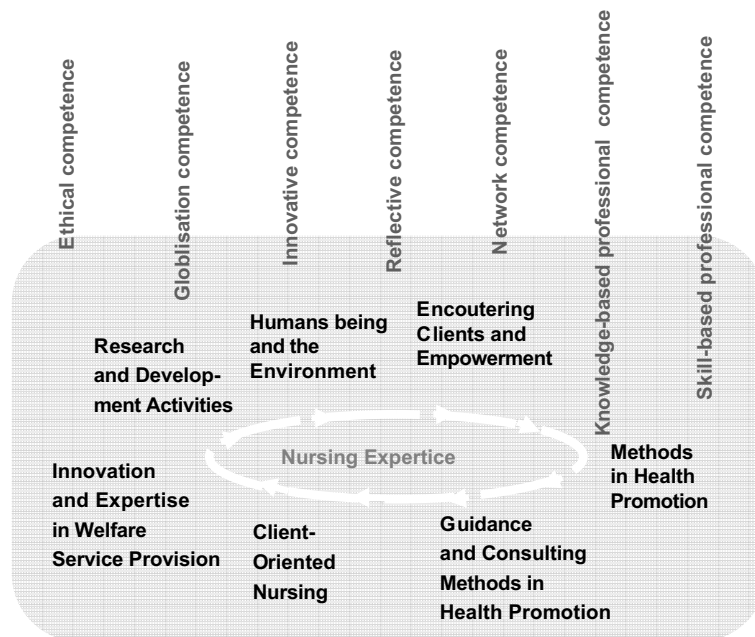 Ethical competence
Globlisation competence
Innovative competence
Reflective competence
Network competence
Knowledge-based professional competence
Skill-based professional competence
Research
and Develop-
ment Activities
Humans being
and the
Environment
Encoutering
Clients and
Empowerment
Nursing Expertice
Methods
in Health
Promotion
Innovation
and Expertise
in Welfare
Service Provision
Client-
Oriented
Nursing
Guidance
and Consulting
Methods in
Health Promotion